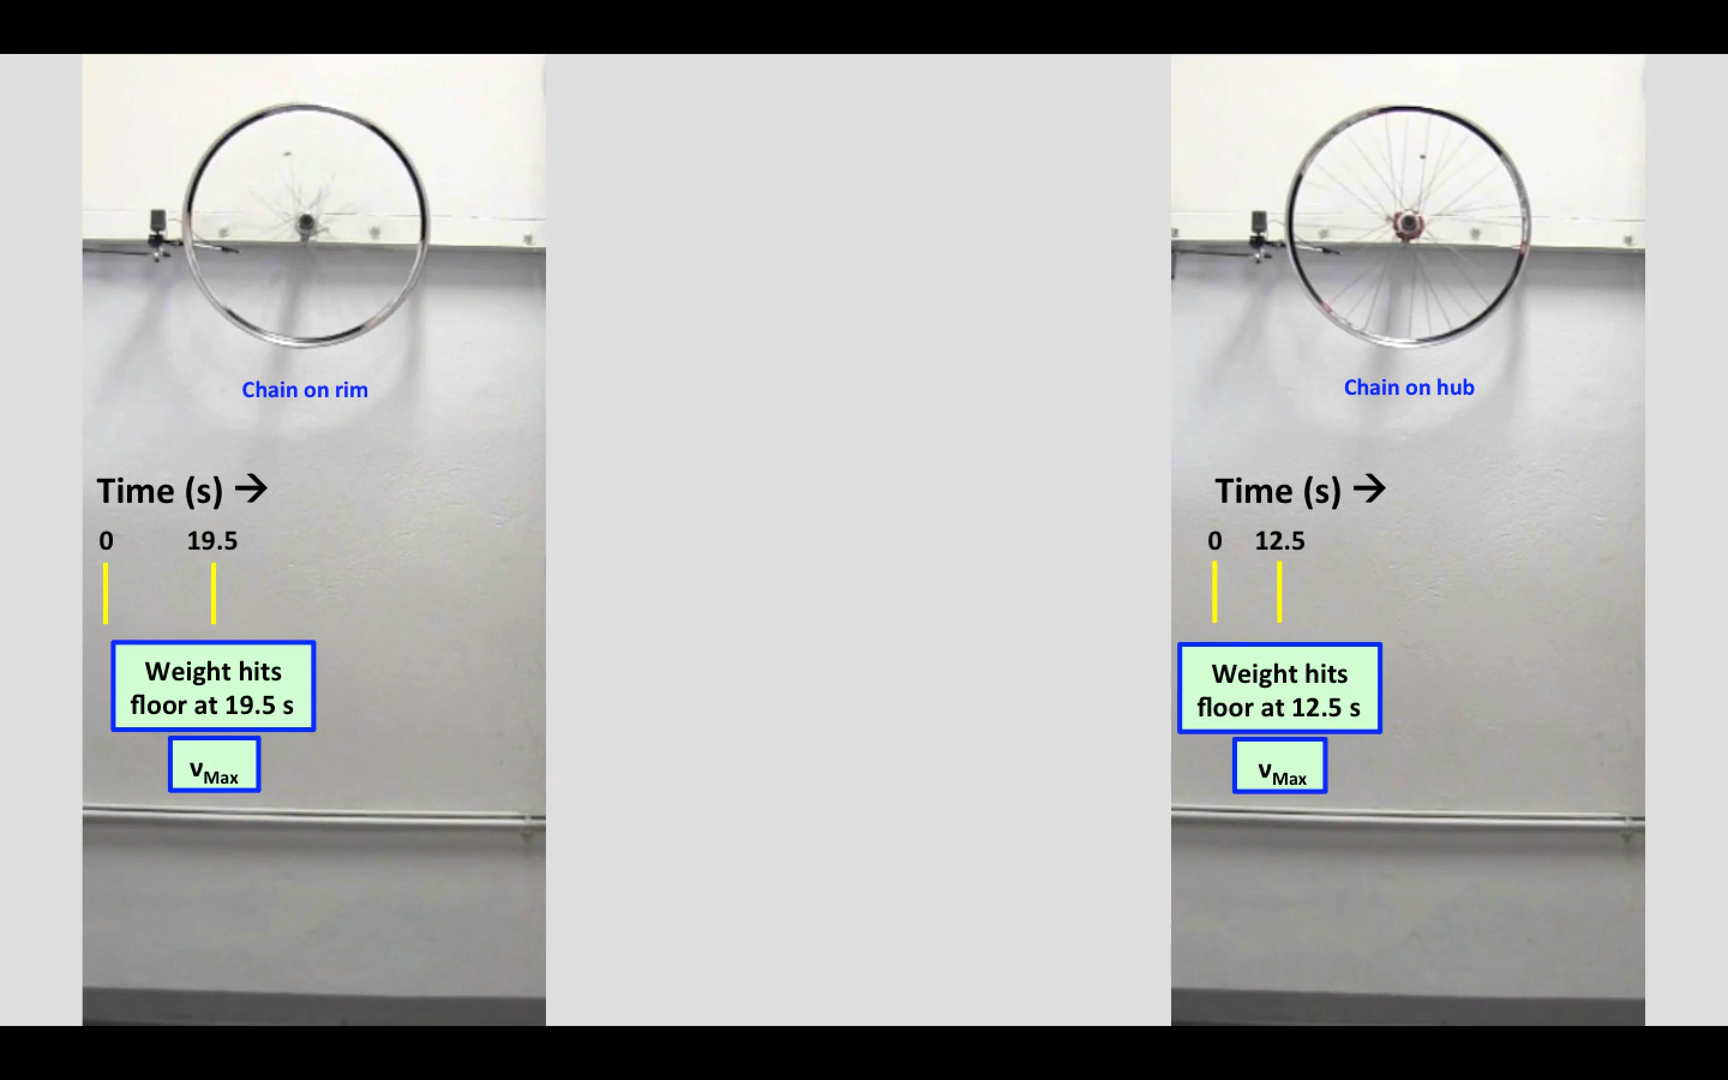 Chain on rim
Time (s) →
0 19.5
Weight hits
floor at 19.5 s
vMax
Chain on hub
Time (s) →
0 12.5
Weight hits
floor at 12.5 s
vMax